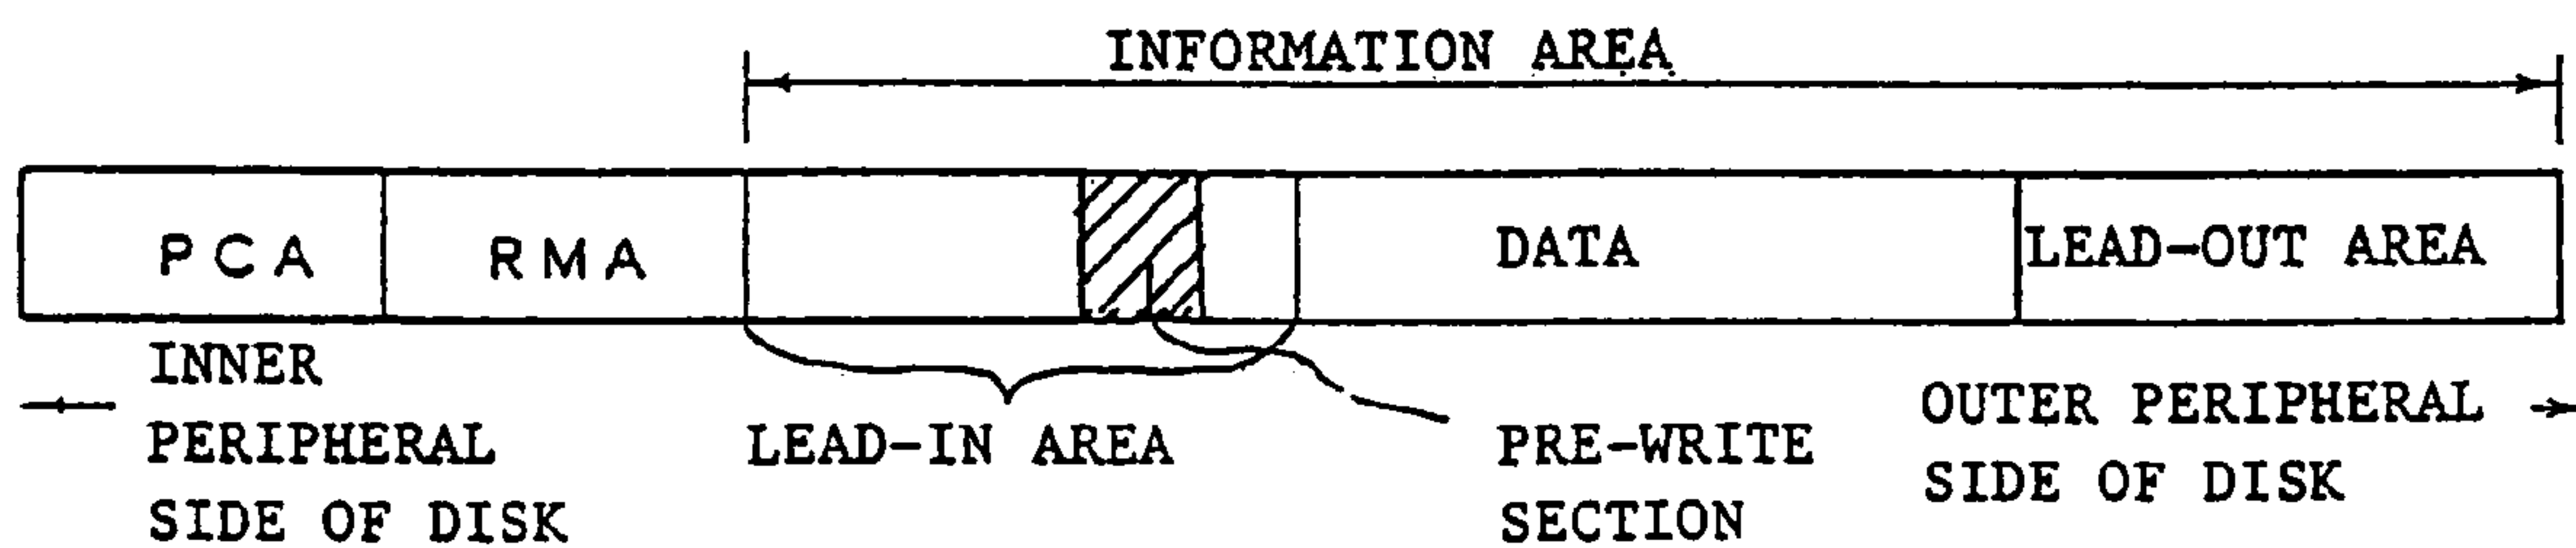 INFORMATION AREA
PCA
RMA
DATA
LEAD-OUT AREA
INNER
PERIPHERAL
SIDE OF DISK
LEAD-IN AREA
PRE-WRITE
SECTION
OUTER PERIPHERAL
SIDE OF DISK